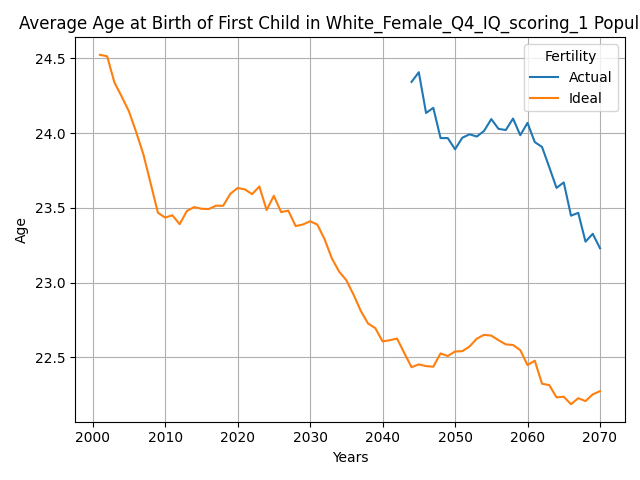 Average Age at Birth of First Child in White_Female_Q4_IQ_scoring_1 Popul
Fertility
Actual
Ideal
24.5
24.0
23.5
23.0
22.5
Age
2000 2010 2020 2030 2040 2050 2060 2070
Years